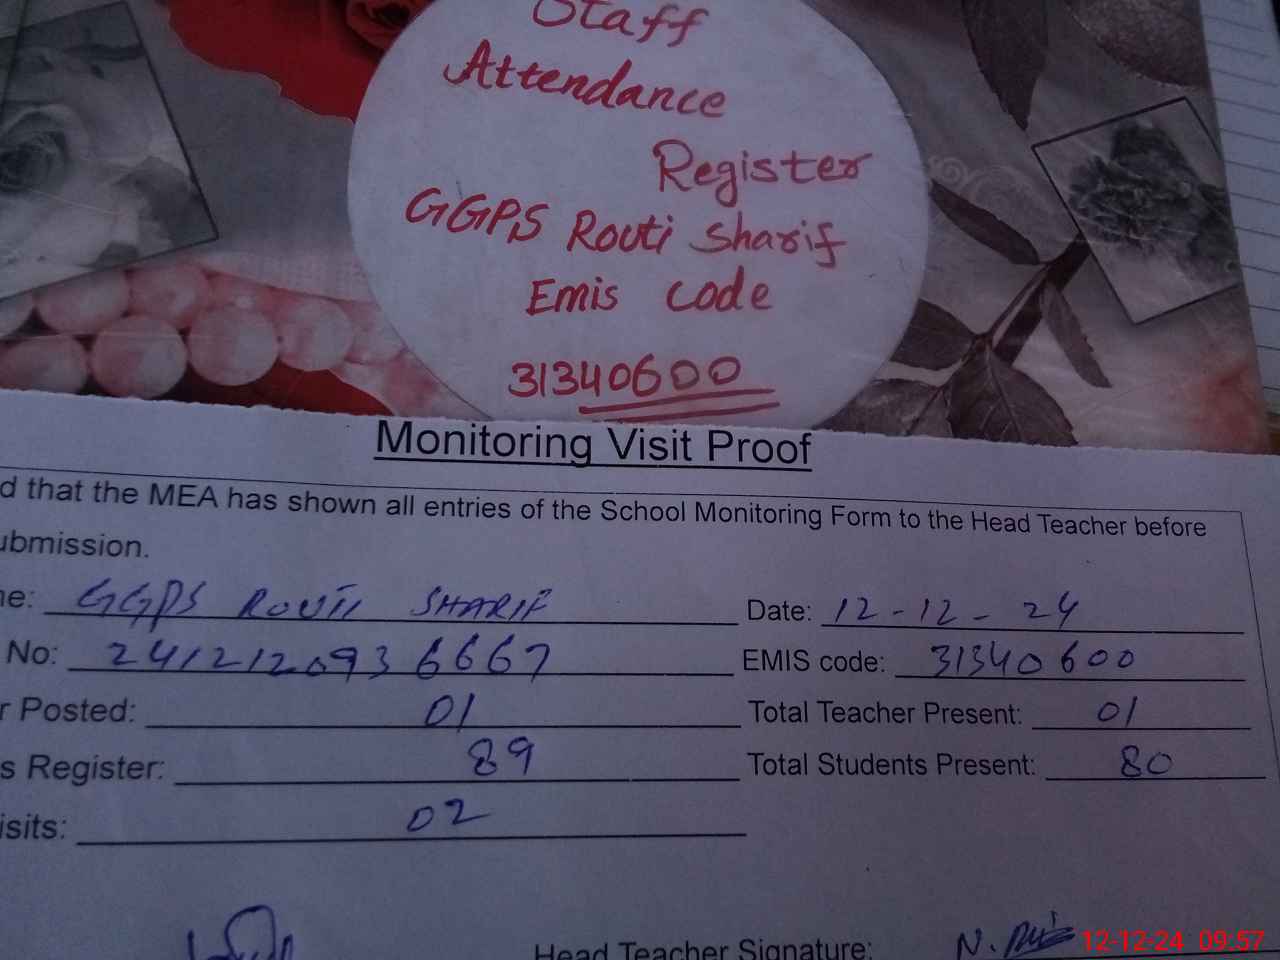 Staff
Attendance
Register
GGPS Routi Sharif
Emis code
31340600
Monitoring Visit Proof
d that the MEA has shown all entries of the School Monitoring Form to the Head Teacher before
ubmission.
ne: GGPS ROUTI SHARIF Date: 12-12-24
No: 2412120936667 EMIS code: 31340600
r Posted: 01 Total Teacher Present: 01
s Register: 89 Total Students Present: 80
isits: 02
Head Teacher Signature: N.
12-12-24 09:57